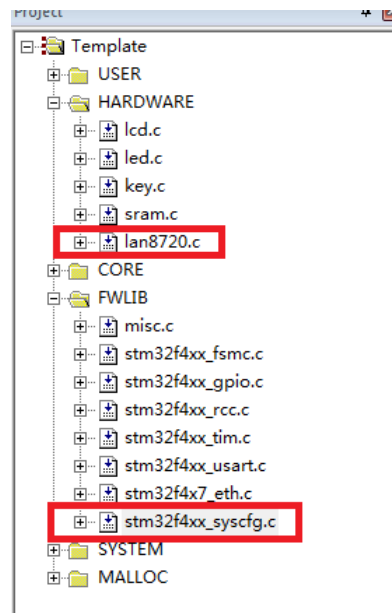 Project
Template
USER
HARDWARE
lcd.c
led.c
key.c
sram.c
lan8720.c
CORE
FWLIB
misc.c
stm32f4xx_fsmc.c
stm32f4xx_gpio.c
stm32f4xx_rcc.c
stm32f4xx_tim.c
stm32f4xx_usart.c
stm32f4x7_eth.c
stm32f4xx_syscfg.c
SYSTEM
MALLOC